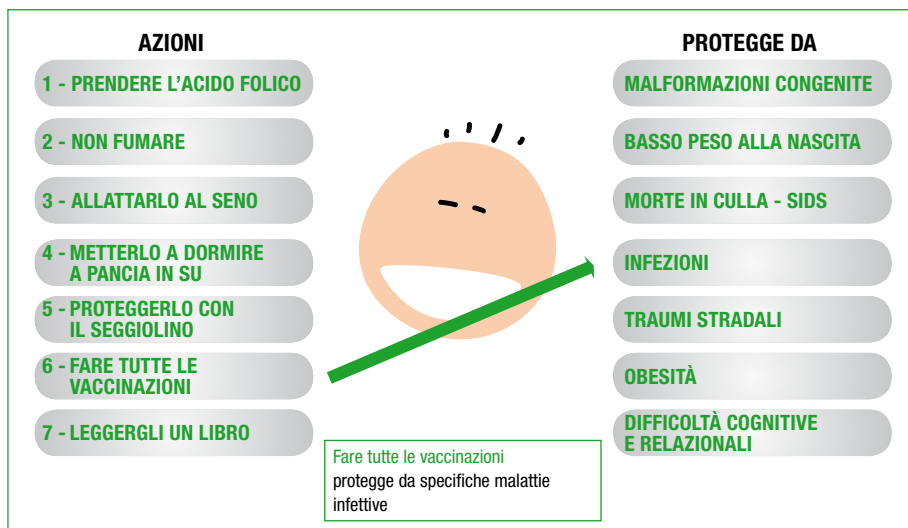 AZIONI
1 - PRENDERE L'ACIDO FOLICO
2 - NON FUMARE
3 - ALLATTARLO AL SENO
4 - METTERLO A DORMIRE
A PANCIA IN SU
5 - PROTEGGERLO CON
IL SEGGIOLINO
6 - FARE TUTTE LE
VACCINAZIONI
7 - LEGGERGLI UN LIBRO
PROTEGGE DA
MALFORMAZIONI CONGENITE
BASSO PESO ALLA NASCITA
MORTE IN CULLA - SIDS
INFEZIONI
TRAUMI STRADALI
OBESITÀ
DIFFICOLTÀ COGNITIVE
E RELAZIONALI
Fare tutte le vaccinazioni
protegge da specifiche malattie
infettive